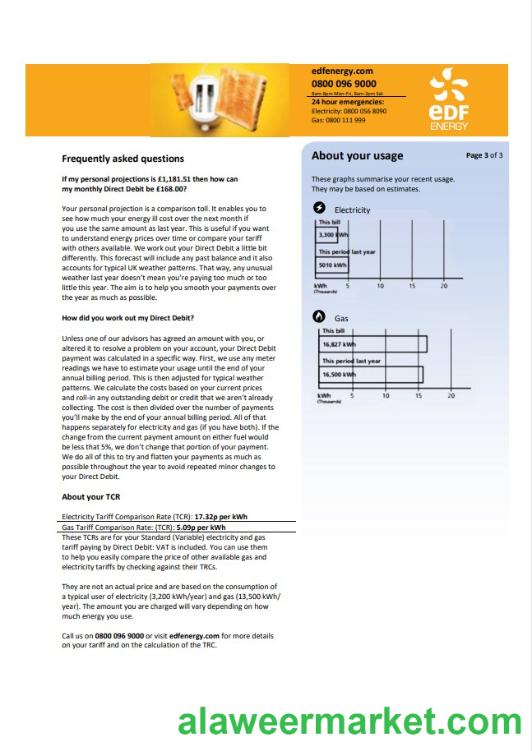 edfenergy.com
0800 096 9000
8am-8pm Mon-Fri, 8am-2pm Sat
24 hour emergencies:
Electricity: 0800 056 8090
Gas: 0800 111 999
eDF
ENERGY
Frequently asked questions
If my personal projections is £1,181.51 then how can
my monthly Direct Debit be £168.00?
Your personal projection is a comparison toll. It enables you to
see how much your energy ill cost over the next month if
you use the same amount as last year. This is useful if you want
to understand energy prices over time or compare your tariff
with others available. We work out your Direct Debit a little bit
differently. This forecast will include any past balance and it also
accounts for typical UK weather patterns. That way, any unusual
weather last year doesn't mean you're paying too much or too
little this year. The aim is to help you smooth your payments over
the year as much as possible.
How did you work out my Direct Debit?
Unless one of our advisors has agreed an amount with you, or
altered it to resolve a problem on your account, your Direct Debit
payment was calculated in a specific way. First, we use any meter
readings we have to estimate your usage until the end of your
annual billing period. This is then adjusted for typical weather
patterns. We calculate the costs based on your current prices
and roll-in any outstanding debit or credit that we aren't already
collecting. The cost is then divided over the number of payments
you'll make by the end of your annual billing period. All of that
happens separately for electricity and gas (if you have both). If the
change from the current payment amount on either fuel would
be less that 5%, we don't change that portion of your payment.
We do all of this to try and flatten your payments as much as
possible throughout the year to avoid repeated minor changes to
your Direct Debit.
About your TCR
Electricity Tariff Comparison Rate (TCR): 17.32p per kWh
Gas Tariff Comparison Rate: (TCR): 5.09p per kWh
These TCRs are for your Standard (Variable) electricity and gas
tariff paying by Direct Debit: VAT is included. You can use them
to help you easily compare the price of other available gas and
electricity tariffs by checking against their TRCs.
They are not an actual price and are based on the consumption of
a typical user of electricity (3,200 kWh/year) and gas (13,500 kWh/
year). The amount you are charged will vary depending on how
much energy you use.
Call us on 0800 096 9000 or visit edfenergy.com for more details
on your tariff and on the calculation of the TRC.
About your usage
Page 3 of 3
These graphs summarise your recent usage.
They may be based on estimates.
Electricity
This bill
3,300 kWh
This period last year
5010 kWh
kWh 5 10 15 20
(Thousands)
Gas
This bill
16,827 kWh
This period last year
16,500 kWh
kWh 5 10 15 20
(Thousands)
alaweermarket.com